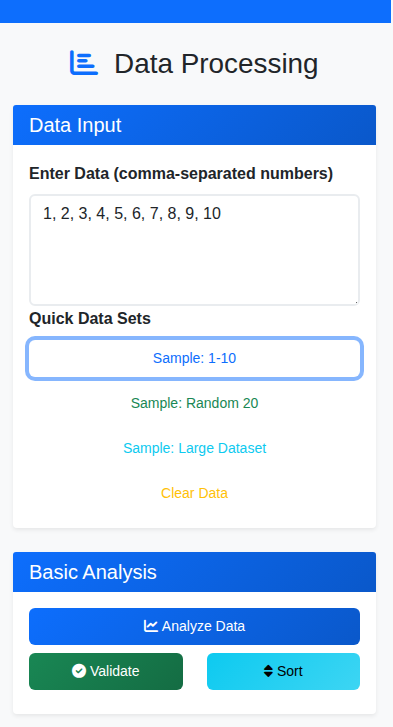 Data Processing
Data Input
Enter Data (comma-separated numbers)
1, 2, 3, 4, 5, 6, 7, 8, 9, 10
Quick Data Sets
Sample: 1-10
Sample: Random 20
Sample: Large Dataset
Clear Data
Basic Analysis
Analyze Data
Validate
Sort